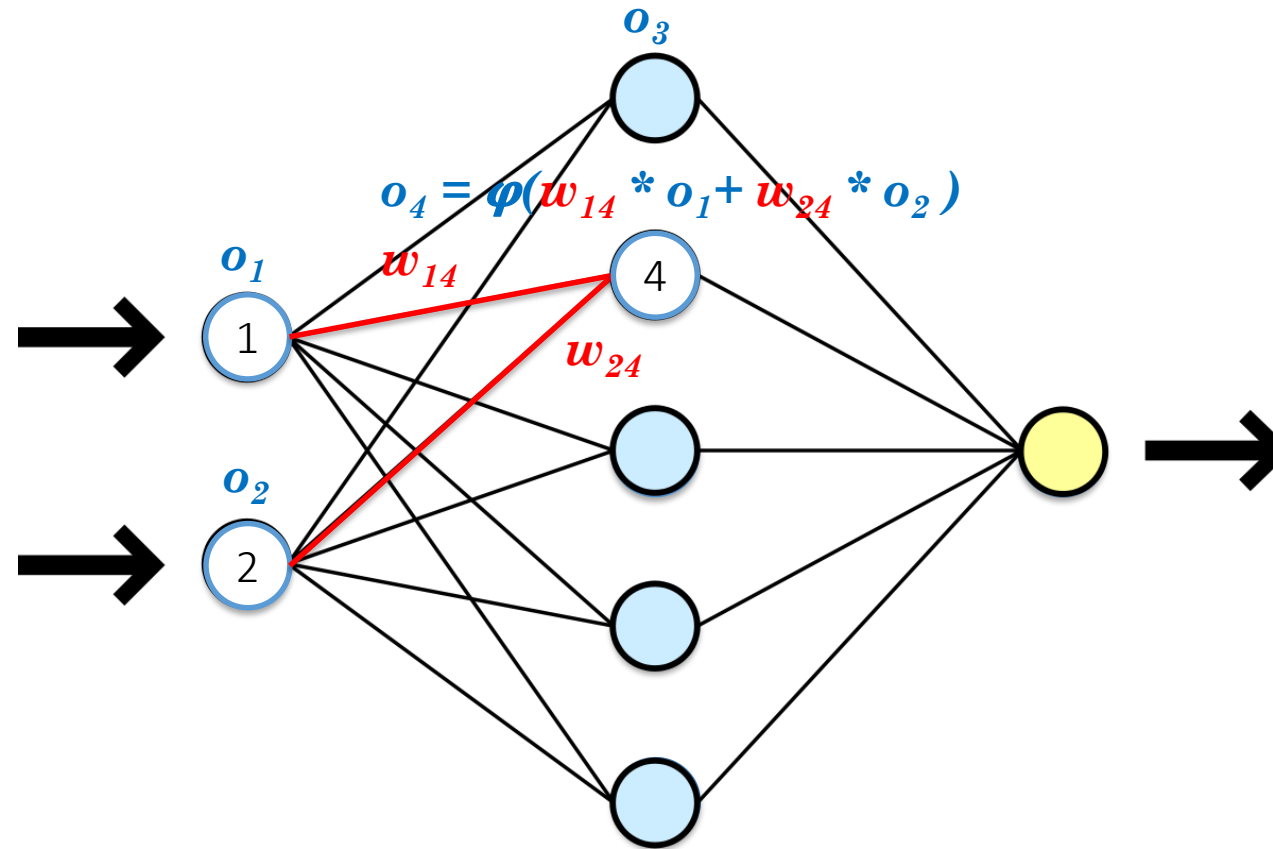 o₃
o₄ = φ(w₁₄ * o₁+ w₂₄ * o₂ )
o₁
w₁₄
4
1
w₂₄
o₂
2